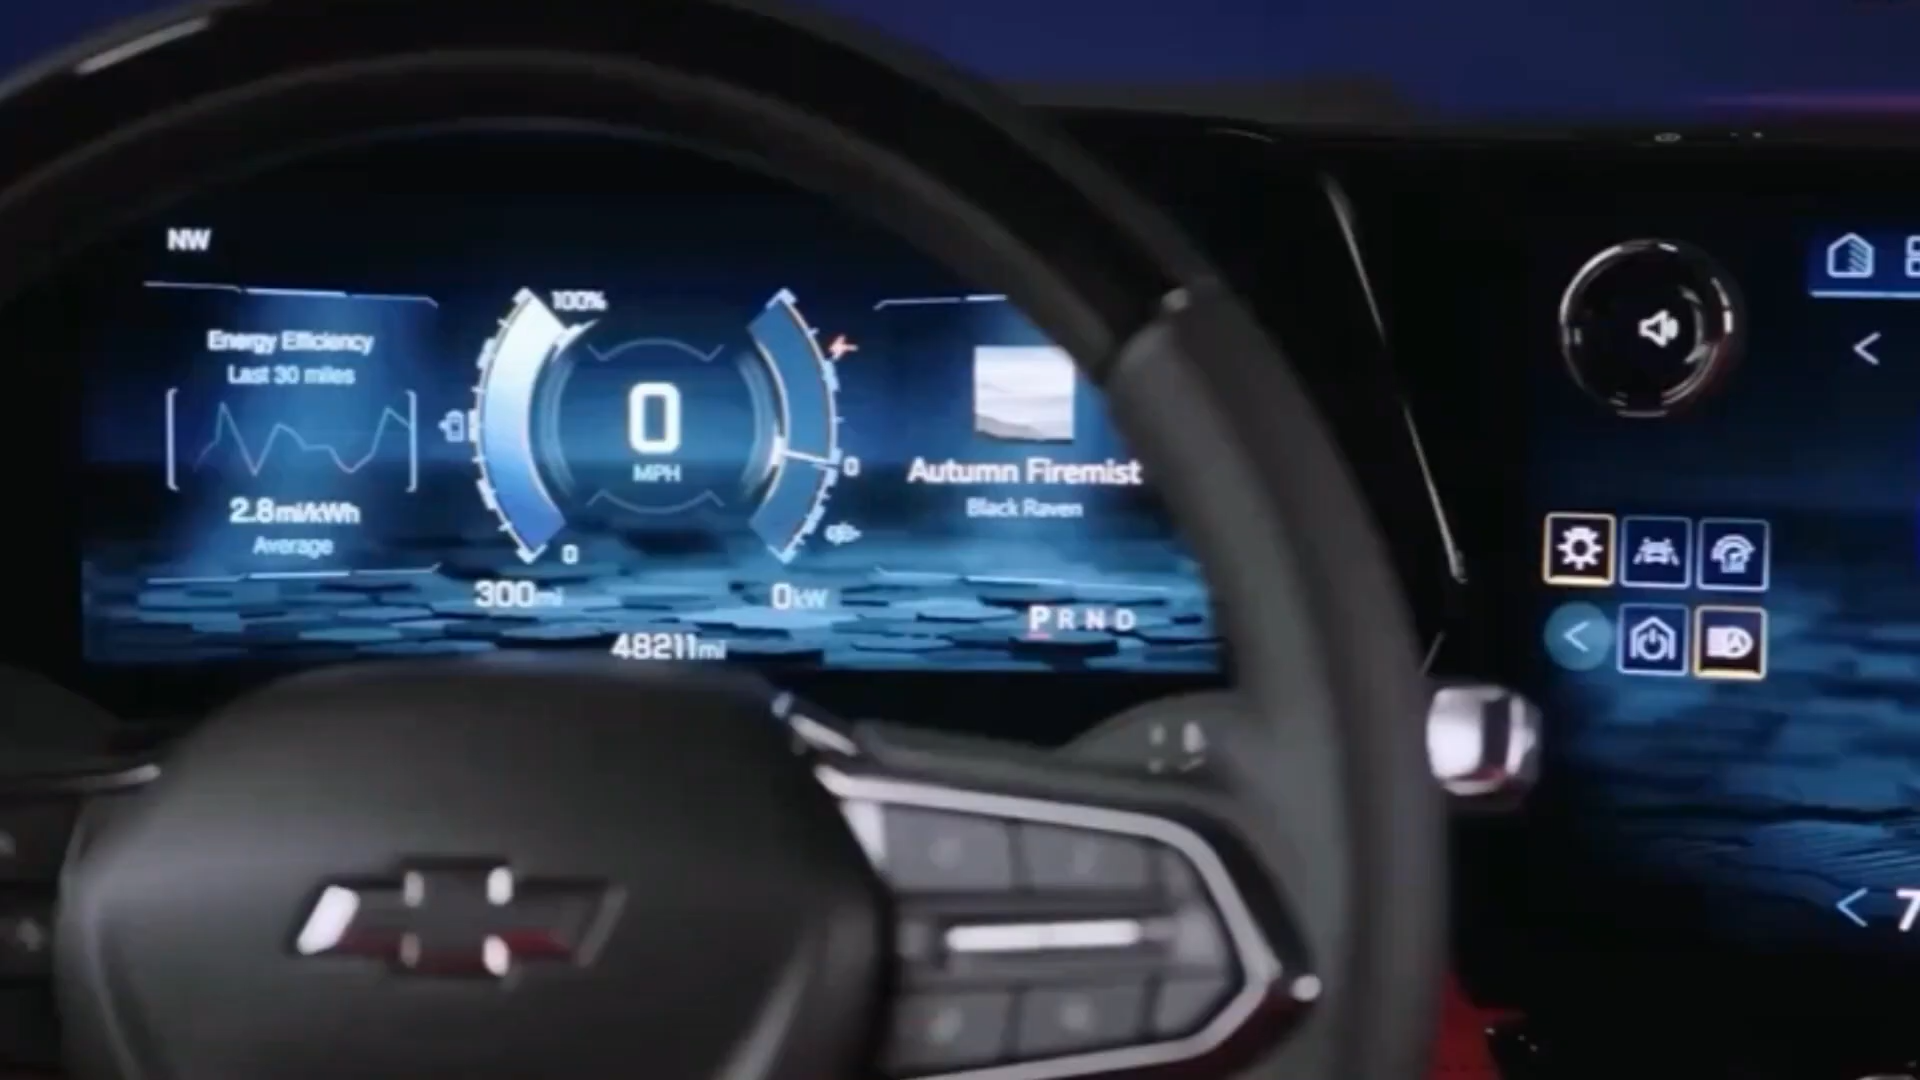 NW
Energy Efficiency
Last 30 miles
2.8mi/kWh
Average
100%
0
300mi
0
MPH
0
0kW
48211mi
Autumn Firemist
Black Raven
P R N D
7